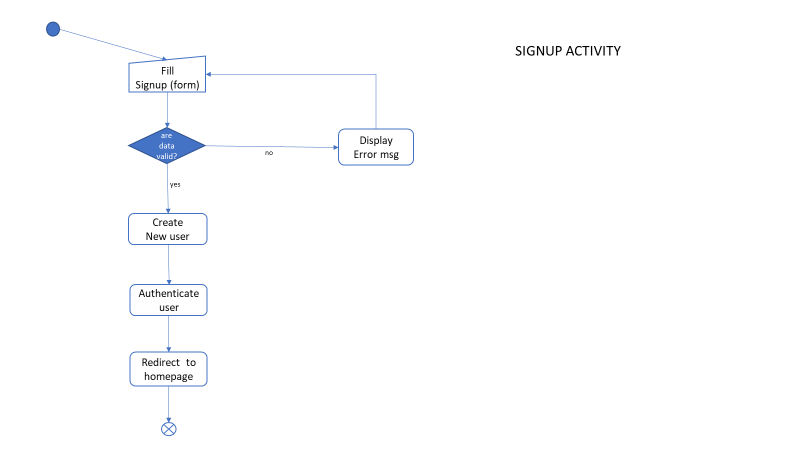 SIGNUP ACTIVITY
Fill
Signup (form)
are
data
valid?
no
Display
Error msg
yes
Create
New user
Authenticate
user
Redirect to
homepage